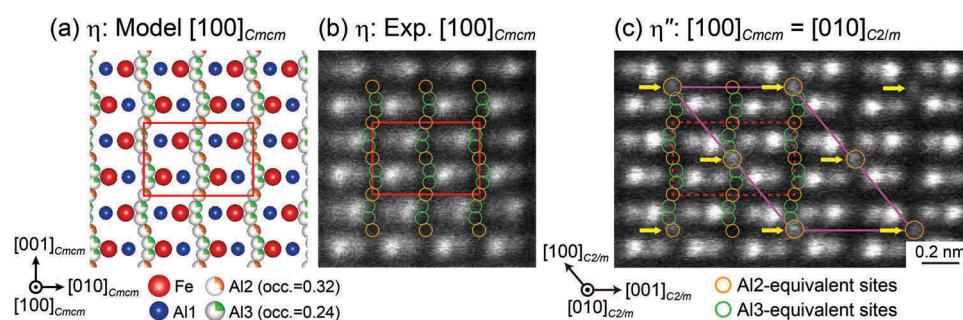 (a) η: Model [100]Cmcm
(b) η: Exp. [100]Cmcm
(c) η″: [100]Cmcm = [010]C2/m
0.2 nm
[001]Cmcm
[010]Cmcm
[100]Cmcm
Fe
Al2 (occ.=0.32)
Al1
Al3 (occ.=0.24)
[100]C2/m
[001]C2/m
[010]C2/m
Al2-equivalent sites
Al3-equivalent sites